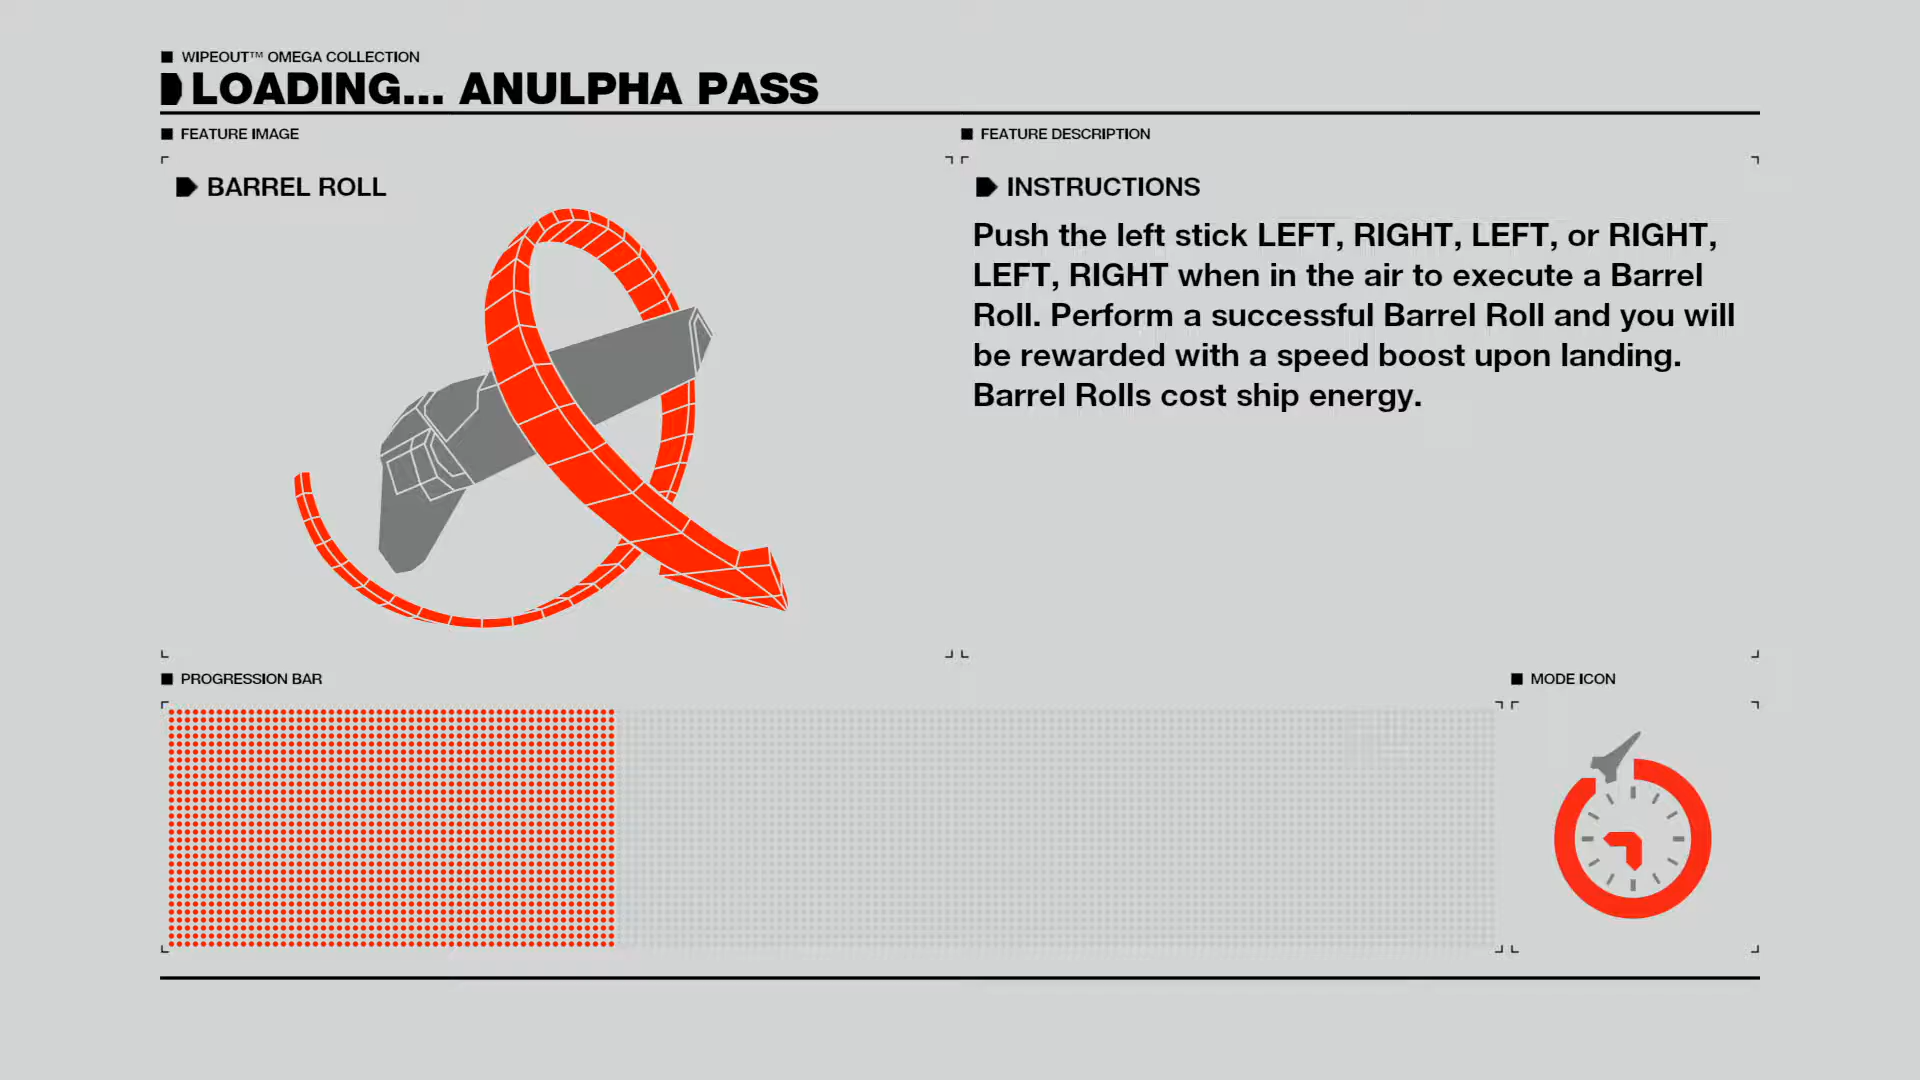 WIPEOUT™ OMEGA COLLECTION
LOADING... ANULPHA PASS
FEATURE IMAGE
BARREL ROLL
FEATURE DESCRIPTION
INSTRUCTIONS
Push the left stick LEFT, RIGHT, LEFT, or RIGHT,
LEFT, RIGHT when in the air to execute a Barrel
Roll. Perform a successful Barrel Roll and you will
be rewarded with a speed boost upon landing.
Barrel Rolls cost ship energy.
PROGRESSION BAR
MODE ICON